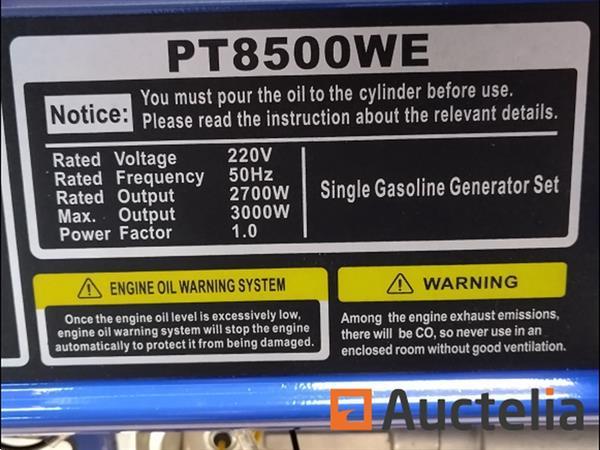 PT8500WE
Notice: You must pour the oil to the cylinder before use.
Please read the instruction about the relevant details.
Rated Voltage 220V
Rated Frequency 50Hz
Rated Output 2700W
Max. Output 3000W
Power Factor 1.0
Single Gasoline Generator Set
ENGINE OIL WARNING SYSTEM
Once the engine oil level is excessively low,
engine oil warning system will stop the engine
automatically to protect it from being damaged.
WARNING
Among the engine exhaust emissions,
there will be CO, so never use in an
enclosed room without good ventilation.
Auctelia